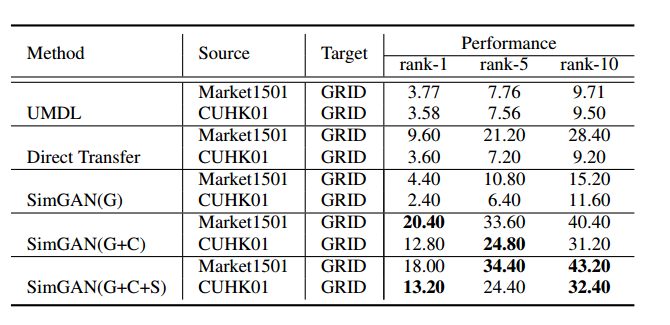 Method Source Target Performance
rank-1 rank-5 rank-10
Market1501 GRID 3.77 7.76 9.71
UMDL CUHK01 GRID 3.58 7.56 9.50
Market1501 GRID 9.60 21.20 28.40
Direct Transfer CUHK01 GRID 3.60 7.20 9.20
Market1501 GRID 4.40 10.80 15.20
SimGAN(G) CUHK01 GRID 2.40 6.40 11.60
Market1501 GRID 20.40 33.60 40.40
SimGAN(G+C) CUHK01 GRID 12.80 24.80 31.20
Market1501 GRID 18.00 34.40 43.20
SimGAN(G+C+S) CUHK01 GRID 13.20 24.40 32.40